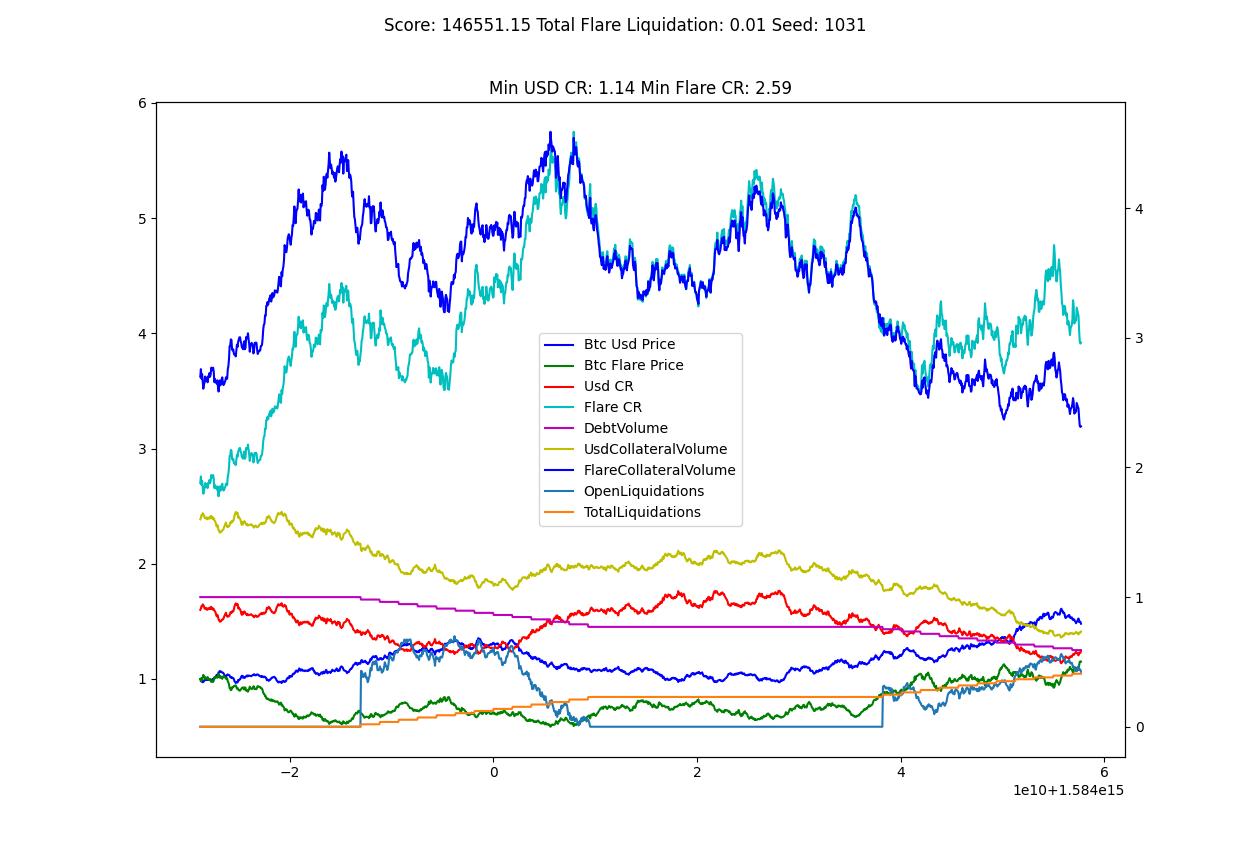 Score: 146551.15 Total Flare Liquidation: 0.01 Seed: 1031
Min USD CR: 1.14 Min Flare CR: 2.59
6
5
4
3
2
1
4
3
2
1
0
Btc Usd Price
Btc Flare Price
Usd CR
Flare CR
DebtVolume
UsdCollateralVolume
FlareCollateralVolume
OpenLiquidations
TotalLiquidations
−2 0 2 4 6
1e10+1.584e15